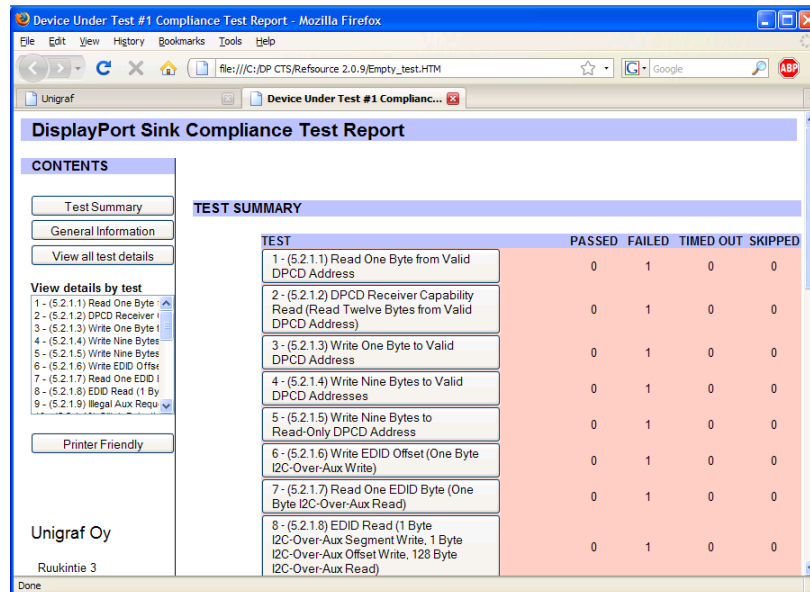 Device Under Test #1 Compliance Test Report - Mozilla Firefox
File Edit View History Bookmarks Tools Help
file:///C:/DP CTS/Refsource 2.0.9/Empty_test.HTM
G Google
ABP
Unigraf
Device Under Test #1 Complianc...
DisplayPort Sink Compliance Test Report
CONTENTS
Test Summary
General Information
View all test details
View details by test
1 - (5.2.1.1) Read One Byte
2 - (5.2.1.2) DPCD Receiver
3 - (5.2.1.3) Write One Byte t
4 - (5.2.1.4) Write Nine Bytes
5 - (5.2.1.5) Write Nine Bytes
6 - (5.2.1.6) Write EDID Offse
7 - (5.2.1.7) Read One EDID
8 - (5.2.1.8) EDID Read (1 By
9 - (5.2.1.9) Illegal Aux Requ
Printer Friendly
Unigraf Oy
Ruukintie 3
TEST SUMMARY
TEST PASSED FAILED TIMED OUT SKIPPED
1 - (5.2.1.1) Read One Byte from Valid
DPCD Address
0 1 0 0
2 - (5.2.1.2) DPCD Receiver Capability
Read (Read Twelve Bytes from Valid
DPCD Address)
0 1 0 0
3 - (5.2.1.3) Write One Byte to Valid
DPCD Address
0 1 0 0
4 - (5.2.1.4) Write Nine Bytes to Valid
DPCD Addresses
0 1 0 0
5 - (5.2.1.5) Write Nine Bytes to
Read-Only DPCD Address
0 1 0 0
6 - (5.2.1.6) Write EDID Offset (One Byte
I2C-Over-Aux Write)
0 1 0 0
7 - (5.2.1.7) Read One EDID Byte (One
Byte I2C-Over-Aux Read)
0 1 0 0
8 - (5.2.1.8) EDID Read (1 Byte
I2C-Over-Aux Segment Write, 1 Byte
I2C-Over-Aux Offset Write, 128 Byte
I2C-Over-Aux Read)
0 1 0 0
Done